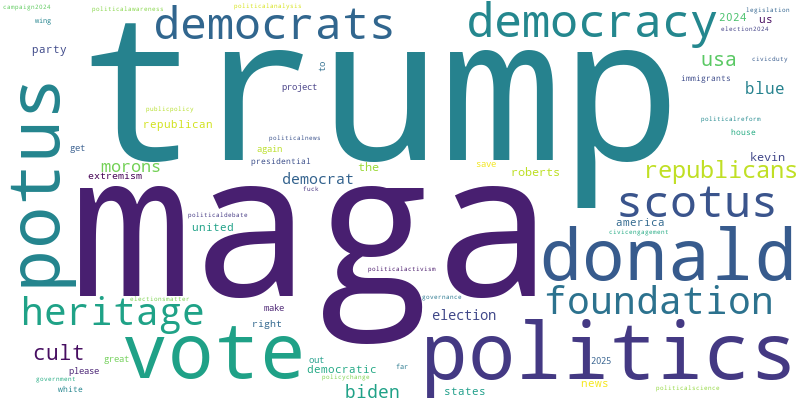 campaign2024
politicalawareness
politicalanalysis
legislation
wing
democrats
democracy
2024
us
election2024
party
trump
to
usa
civicduty
project
immigrants
blue
potus
publicpolicy
republican
politicalnews
politicalreform
house
get
again
presidential
kevin
morons
the
save
roberts
republicans
extremism
democrat
fuck
maga
scotus
politicaldebate
united
america
civicengagement
donald
politicalactivism
electionsmatter
governance
heritage
make
foundation
right
election
vote
politics
cult
great
out
2025
please
democratic
far
government
policychange
news
white
biden
states
politicalscience